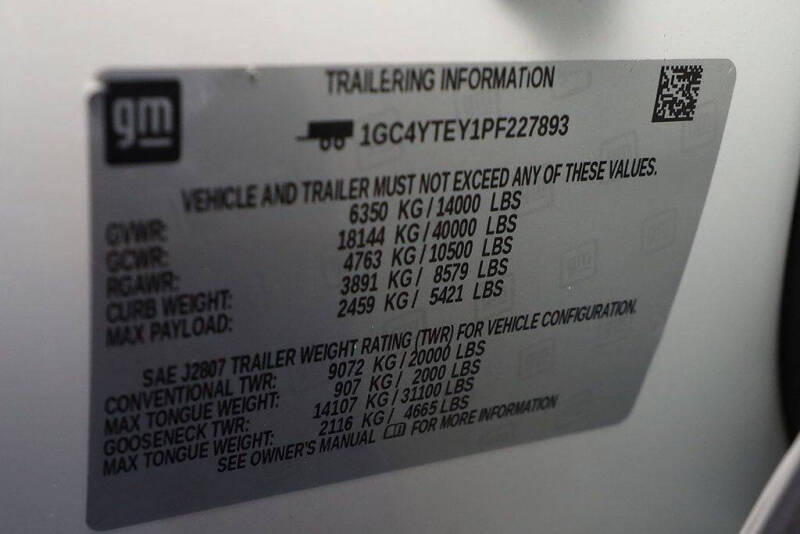 gm
TRAILERING INFORMATION
1GC4YTEY1PF227893
VEHICLE AND TRAILER MUST NOT EXCEED ANY OF THESE VALUES.
GVWR: 6350 KG / 14000 LBS
GCWR: 18144 KG / 40000 LBS
RGAWR: 4763 KG / 10500 LBS
CURB WEIGHT: 3891 KG / 8579 LBS
MAX PAYLOAD: 2459 KG / 5421 LBS
SAE J2807 TRAILER WEIGHT RATING (TWR) FOR VEHICLE CONFIGURATION.
CONVENTIONAL TWR: 9072 KG / 20000 LBS
MAX TONGUE WEIGHT: 907 KG / 2000 LBS
GOOSENECK TWR: 14107 KG / 31100 LBS
MAX TONGUE WEIGHT: 2116 KG / 4665 LBS
SEE OWNER'S MANUAL FOR MORE INFORMATION